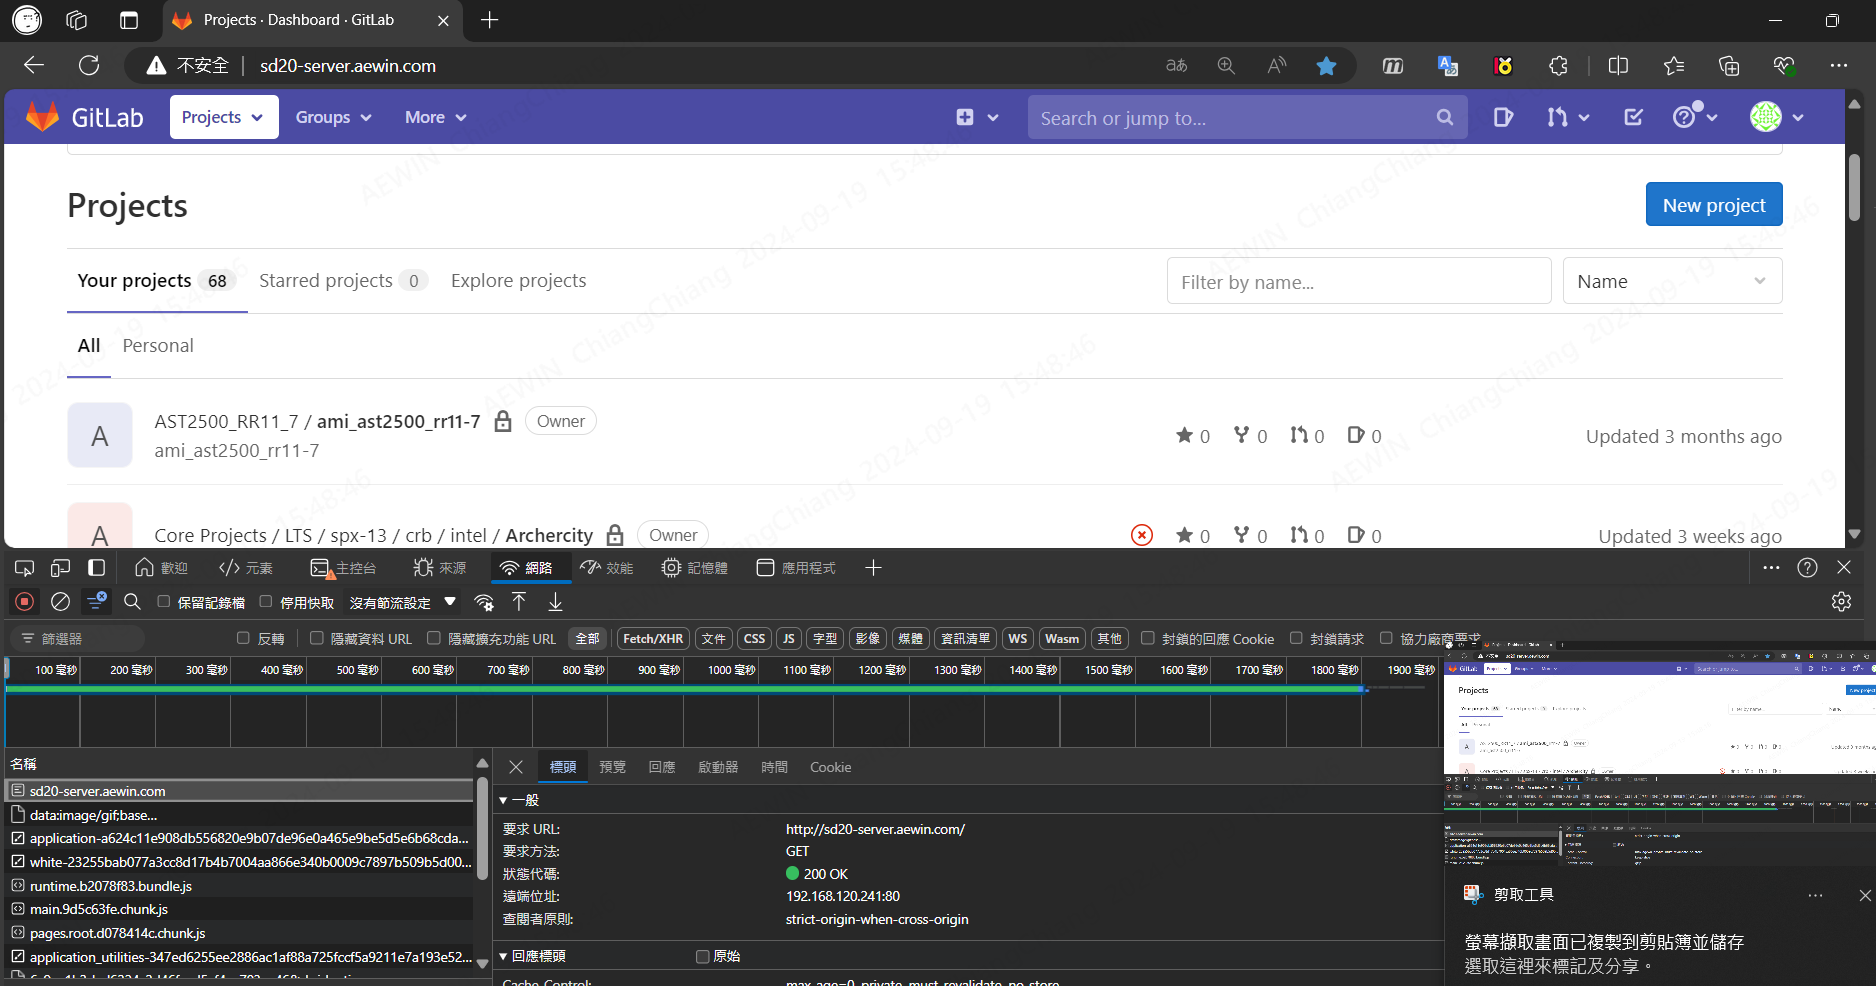 Projects · Dashboard · GitLab
不安全
sd20-server.aewin.com
GitLab
Projects
Groups
More
Search or jump to...
Projects
New project
Your projects 68
Starred projects 0
Explore projects
Filter by name...
Name
All
Personal
A
AST2500_RR11_7 / ami_ast2500_rr11-7
Owner
ami_ast2500_rr11-7
0 0 0 0
Updated 3 months ago
A
Core Projects / LTS / spx-13 / crb / intel / Archercity
Owner
0 0 0 0
Updated 3 weeks ago
AEWIN ChiangChiang 2024-09-19 15:48:46
歡迎
元素
主控台
來源
網路
效能
記憶體
應用程式
保留記錄檔
停用快取
沒有節流設定
篩選器
反轉
隱藏資料 URL
隱藏擴充功能 URL
全部
Fetch/XHR
文件
CSS
JS
字型
影像
媒體
資訊清單
WS
Wasm
其他
封鎖的回應 Cookie
封鎖請求
協力廠商要求
100 毫秒
200 毫秒
300 毫秒
400 毫秒
500 毫秒
600 毫秒
700 毫秒
800 毫秒
900 毫秒
1000 毫秒
1100 毫秒
1200 毫秒
1300 毫秒
1400 毫秒
1500 毫秒
1600 毫秒
1700 毫秒
1800 毫秒
1900 毫秒
名稱
sd20-server.aewin.com
data:image/gif;base...
application-a624c11e908db556820e9b07de96e0a465e9be5d5e6b68cda...
white-23255bab077a3cc8d17b4b7004aa866e340b0009c7897b509b5d00...
runtime.b2078f83.bundle.js
main.9d5c63fe.chunk.js
pages.root.d078414c.chunk.js
application_utilities-347ed6255ee2886ac1af88a725fccf5a9211e7a193e52...
標頭
預覽
回應
啟動器
時間
Cookie
一般
要求 URL:
http://sd20-server.aewin.com/
要求方法:
GET
狀態代碼:
200 OK
遠端位址:
192.168.120.241:80
查閱者原則:
strict-origin-when-cross-origin
回應標頭
原始
Cache-Control:
max-age=0, private, must-revalidate, no-store
剪取工具
螢幕擷取畫面已複製到剪貼簿並儲存
選取這裡來標記及分享。